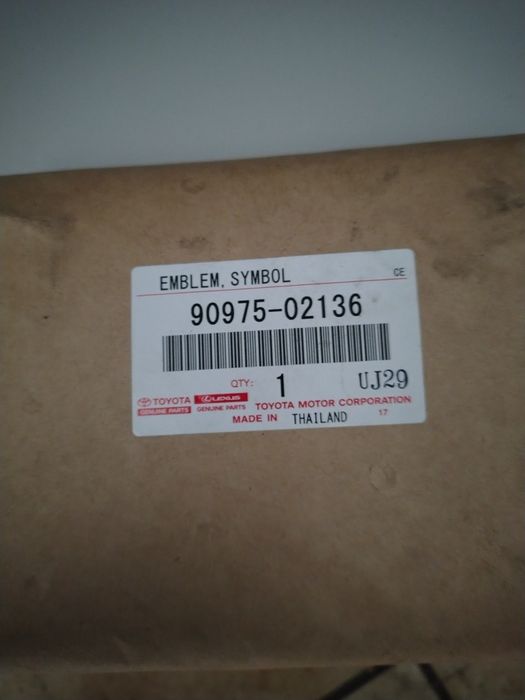 EMBLEM, SYMBOL CE
90975-02136
QTY: 1 UJ29
TOYOTA LEXUS
GENUINE PARTS GENUINE PARTS TOYOTA MOTOR CORPORATION
MADE IN THAILAND 17